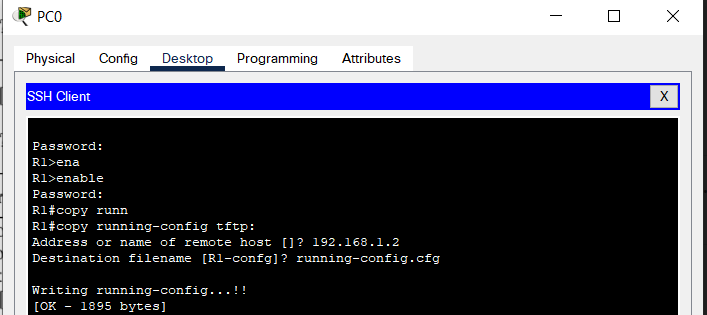 PC0
Physical Config Desktop Programming Attributes
SSH Client X
Password:
R1>ena
R1>enable
Password:
R1#copy runn
R1#copy running-config tftp:
Address or name of remote host []? 192.168.1.2
Destination filename [R1-confg]? running-config.cfg
Writing running-config...!!
[OK - 1895 bytes]